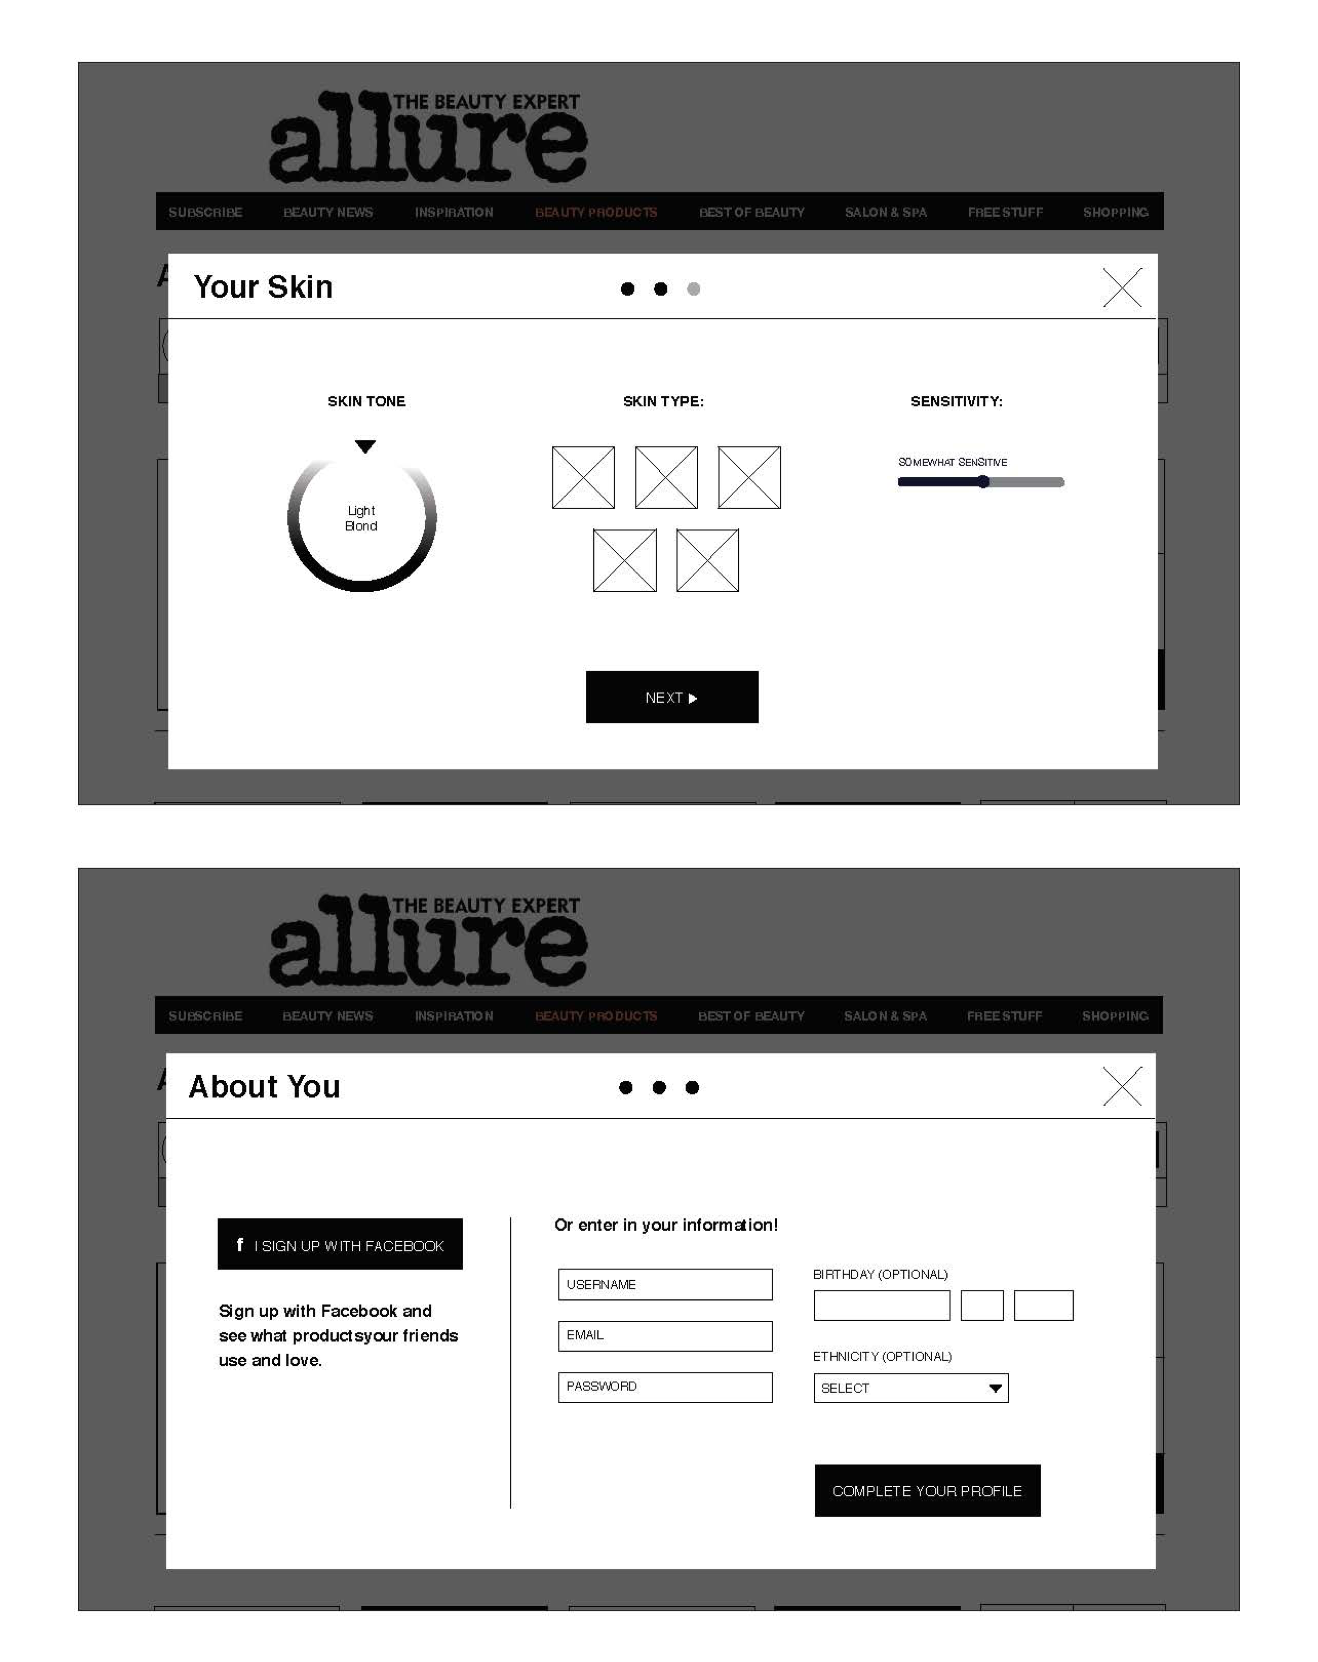 THE BEAUTY EXPERT
allure
SUBSCRIBE BEAUTY NEWS INSPIRATION BEAUTY PRODUCTS BEST OF BEAUTY SALON & SPA FREE STUFF SHOPPING
Your Skin
SKIN TONE SKIN TYPE: SENSITIVITY:
SOMEWHAT SENSITIVE
Light
Blond
NEXT
THE BEAUTY EXPERT
allure
SUBSCRIBE BEAUTY NEWS INSPIRATION BEAUTY PRODUCTS BEST OF BEAUTY SALON & SPA FREE STUFF SHOPPING
About You
f I SIGN UP WITH FACEBOOK
Sign up with Facebook and
see what productsyour friends
use and love.
Or enter in your information!
USERNAME
EMAIL
PASSWORD
BIRTHDAY (OPTIONAL)
ETHNICITY (OPTIONAL)
SELECT
COMPLETE YOUR PROFILE